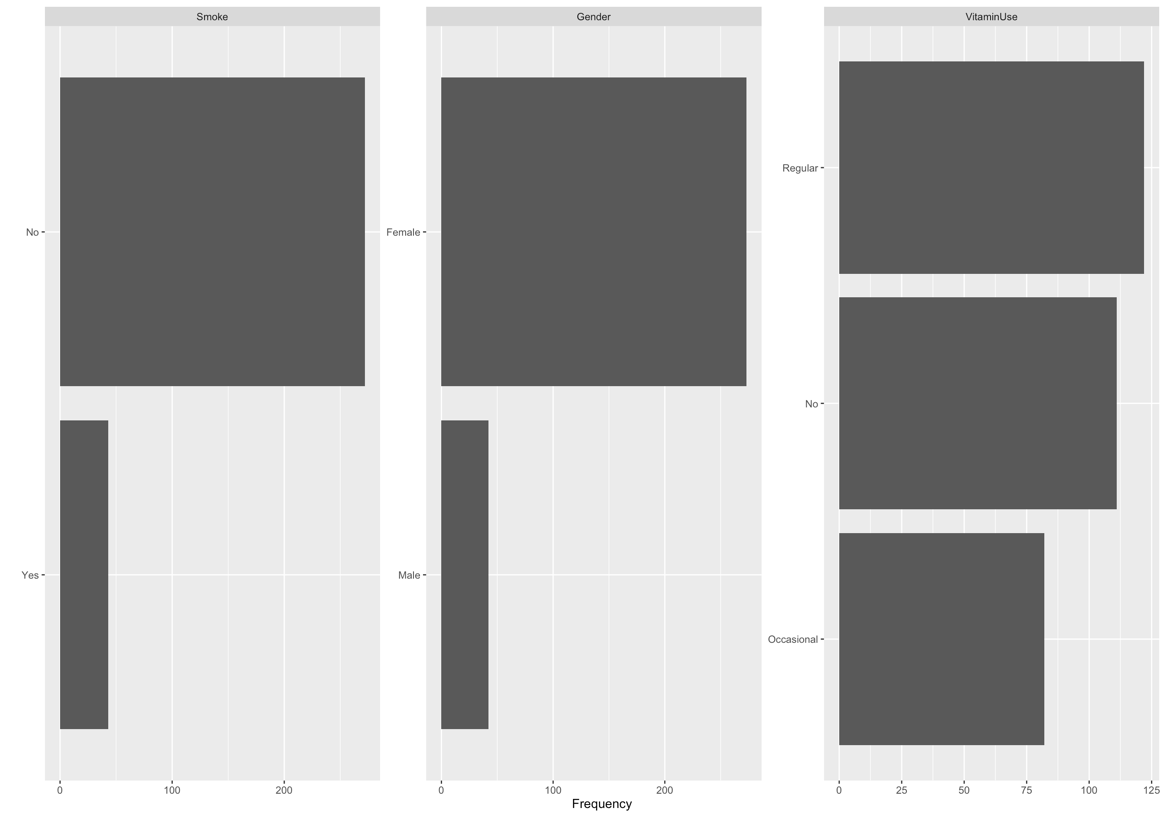 Smoke
Gender
VitaminUse
No
Yes
0 100 200
Female
Male
0 100 200
Regular
No
Occasional
0 25 50 75 100 125
Frequency